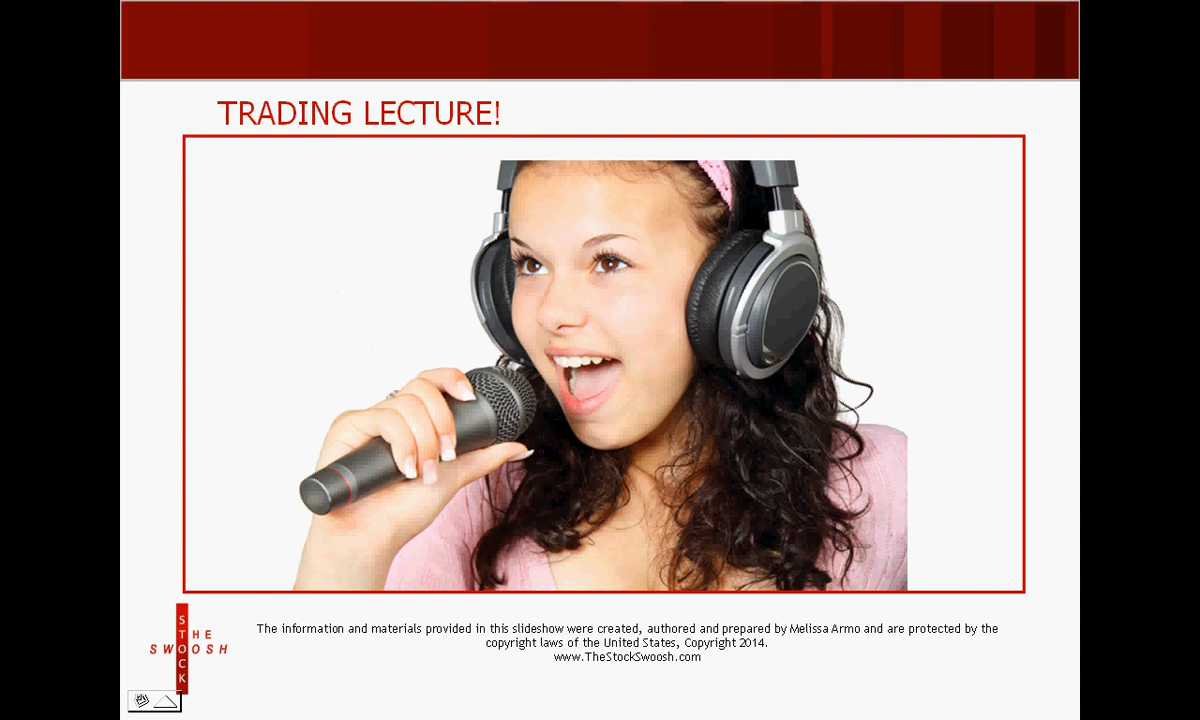 TRADING LECTURE!
THE
STOCK
SWOOSH
The information and materials provided in this slideshow were created, authored and prepared by Melissa Armo and are protected by the
copyright laws of the United States, Copyright 2014.
www.TheStockSwoosh.com